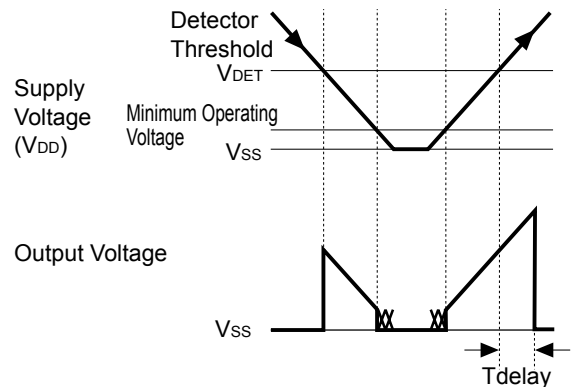 Detector
Threshold
VDET
Supply
Voltage
(VDD)
Minimum Operating
Voltage
VSS
Output Voltage
VSS
Tdelay